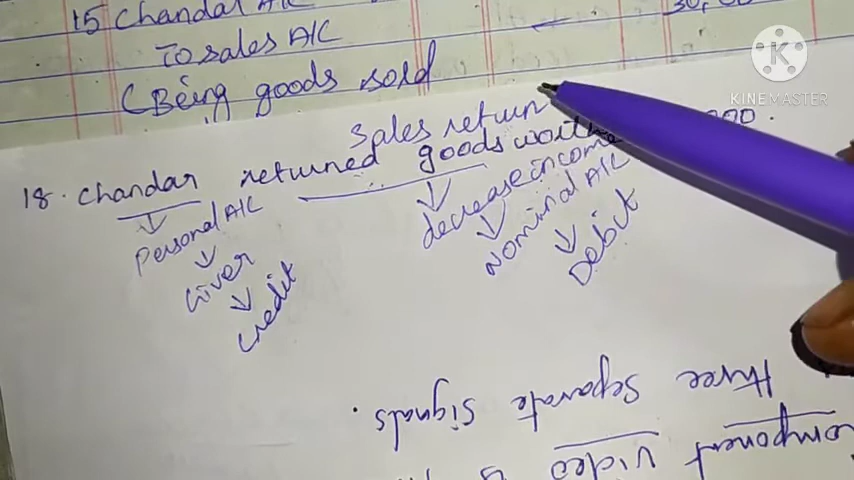 15 Chandar A/C
To sales A/C
(Being goods sold
Sales return
18. Chandar returned goods worth
Personal A/C
Giver
Credit
decrease income
Nominal A/C
Debit
three separate signals.
component video is
KINEMASTER